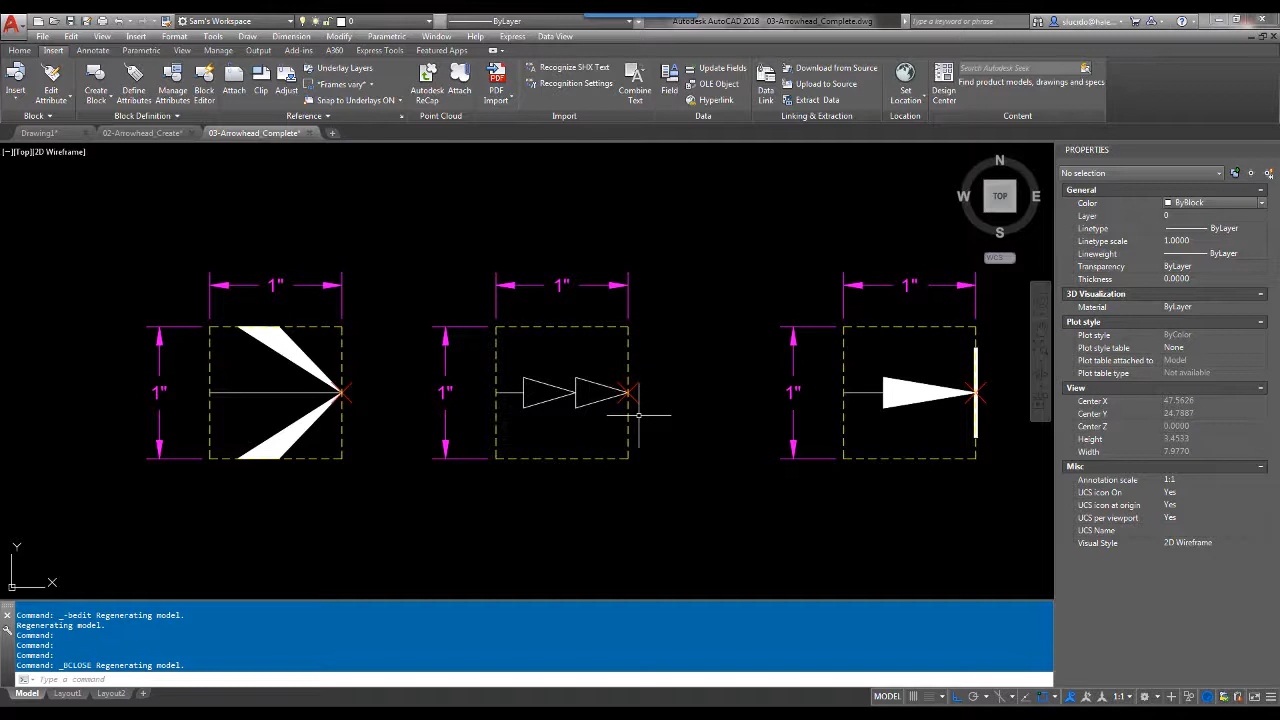 Sam's Workspace
0
ByLayer
Autodesk AutoCAD 2018 03-Arrowhead_Complete.dwg
Type a keyword or phrase
slucido@hale...
File Edit View Insert Format Tools Draw Dimension Modify Parametric Window Help Express Data View
Home Insert Annotate Parametric View Manage Output Add-ins A360 Express Tools Featured Apps
Underlay Layers
*Frames vary*
Snap to Underlays ON
Recognize SHX Text
Recognition Settings
Update Fields
OLE Object
Hyperlink
Download from Source
Upload to Source
Extract Data
Search Autodesk Seek
Find product models, drawings and specs
Insert
Edit Attribute
Create Block
Define Attributes
Manage Attributes
Block Editor
Attach
Clip
Adjust
Autodesk ReCap
Attach
PDF Import
Combine Text
Field
Data Link
Set Location
Design Center
Block
Block Definition
Reference
Point Cloud
Import
Data
Linking & Extraction
Location
Content
Drawing1*
02-Arrowhead_Create*
03-Arrowhead_Complete*
[−][Top][2D Wireframe]
N
W TOP E
S
WCS
1" 1" 1"
1" 1" 1"
Y
X
PROPERTIES
No selection
General
Color ByBlock
Layer 0
Linetype ByLayer
Linetype scale 1.0000
Lineweight ByLayer
Transparency ByLayer
Thickness 0.0000
3D Visualization
Material ByLayer
Plot style
Plot style ByColor
Plot style table None
Plot table attached to Model
Plot table type Not available
View
Center X 47.5626
Center Y 24.7887
Center Z 0.0000
Height 3.4533
Width 7.9770
Misc
Annotation scale 1:1
UCS icon On Yes
UCS icon at origin Yes
UCS per viewport Yes
UCS Name
Visual Style 2D Wireframe
Command: _-bedit Regenerating model.
Regenerating model.
Command:
Command:
Command: _BCLOSE Regenerating model.
Type a command
Model Layout1 Layout2 +
MODEL 1:1